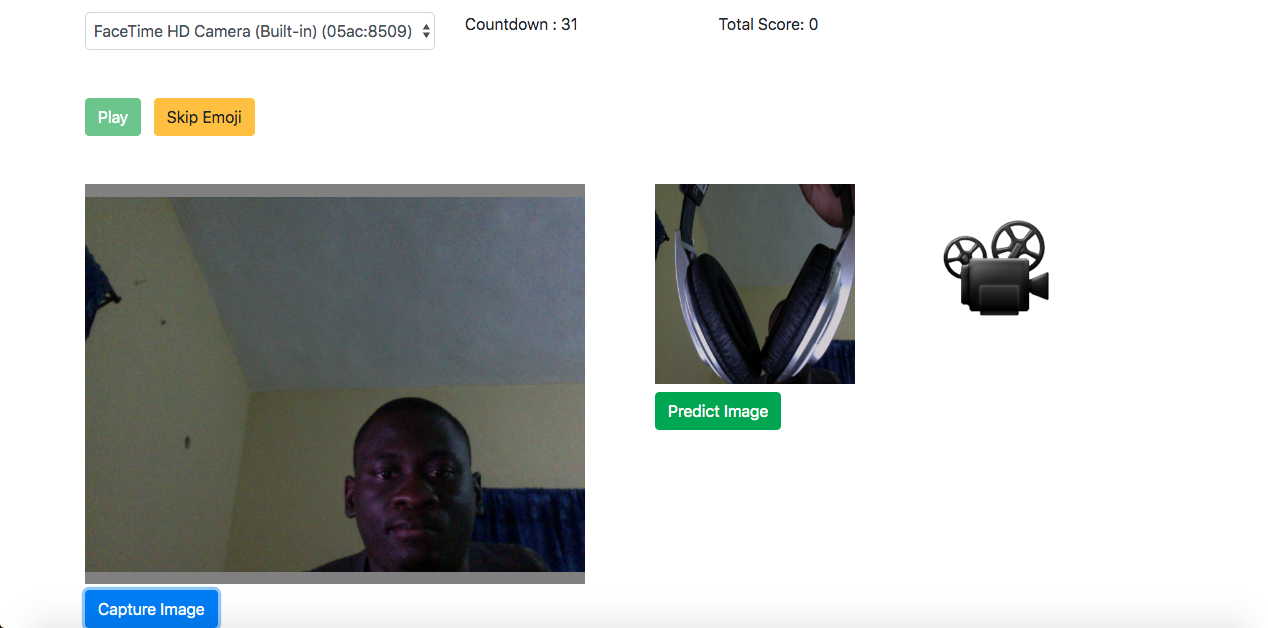 FaceTime HD Camera (Built-in) (05ac:8509)
Countdown : 31
Total Score: 0
Play
Skip Emoji
Predict Image
Capture Image